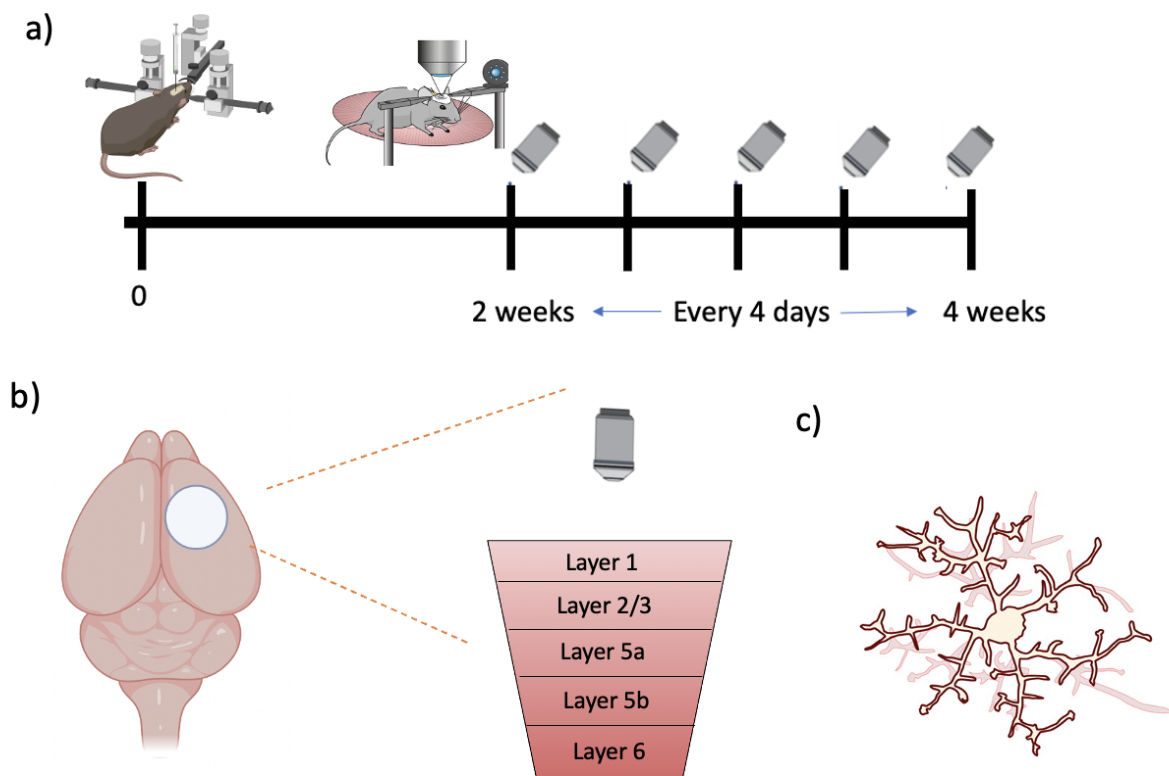 a)
0
2 weeks
Every 4 days
4 weeks
b)
c)
Layer 1
Layer 2/3
Layer 5a
Layer 5b
Layer 6